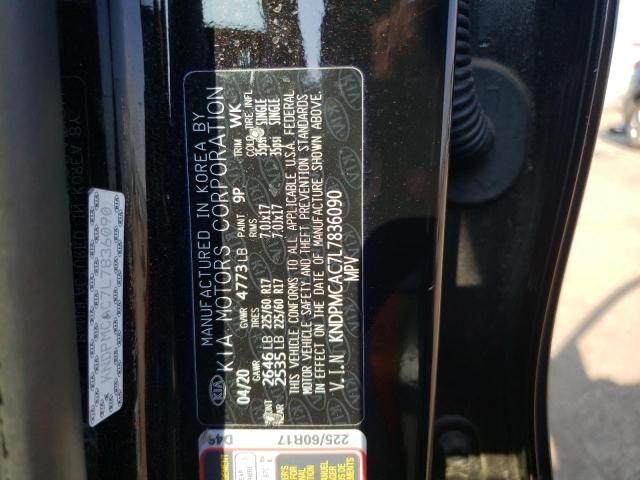 MANUFACTURED IN KOREA BY
KIA MOTORS CORPORATION
04/20 GVWR 4773LB PAINT 9P TRIM WK
GAWR TIRES RIMS COLD TIRE INFL
2646LB 225/60 R17 7.0JX17 35psi SINGLE
2535LB 225/60 R17 7.0JX17 35psi SINGLE
THIS VEHICLE CONFORMS TO ALL APPLICABLE U.S.A. FEDERAL
MOTOR VEHICLE SAFETY AND THEFT PREVENTION STANDARDS
IN EFFECT ON THE DATE OF MANUFACTURE SHOWN ABOVE.
V.I.N: KNDPMCAC7L7836090
MPV
KIA
KNDPMCAC7L7836090
225/60R17